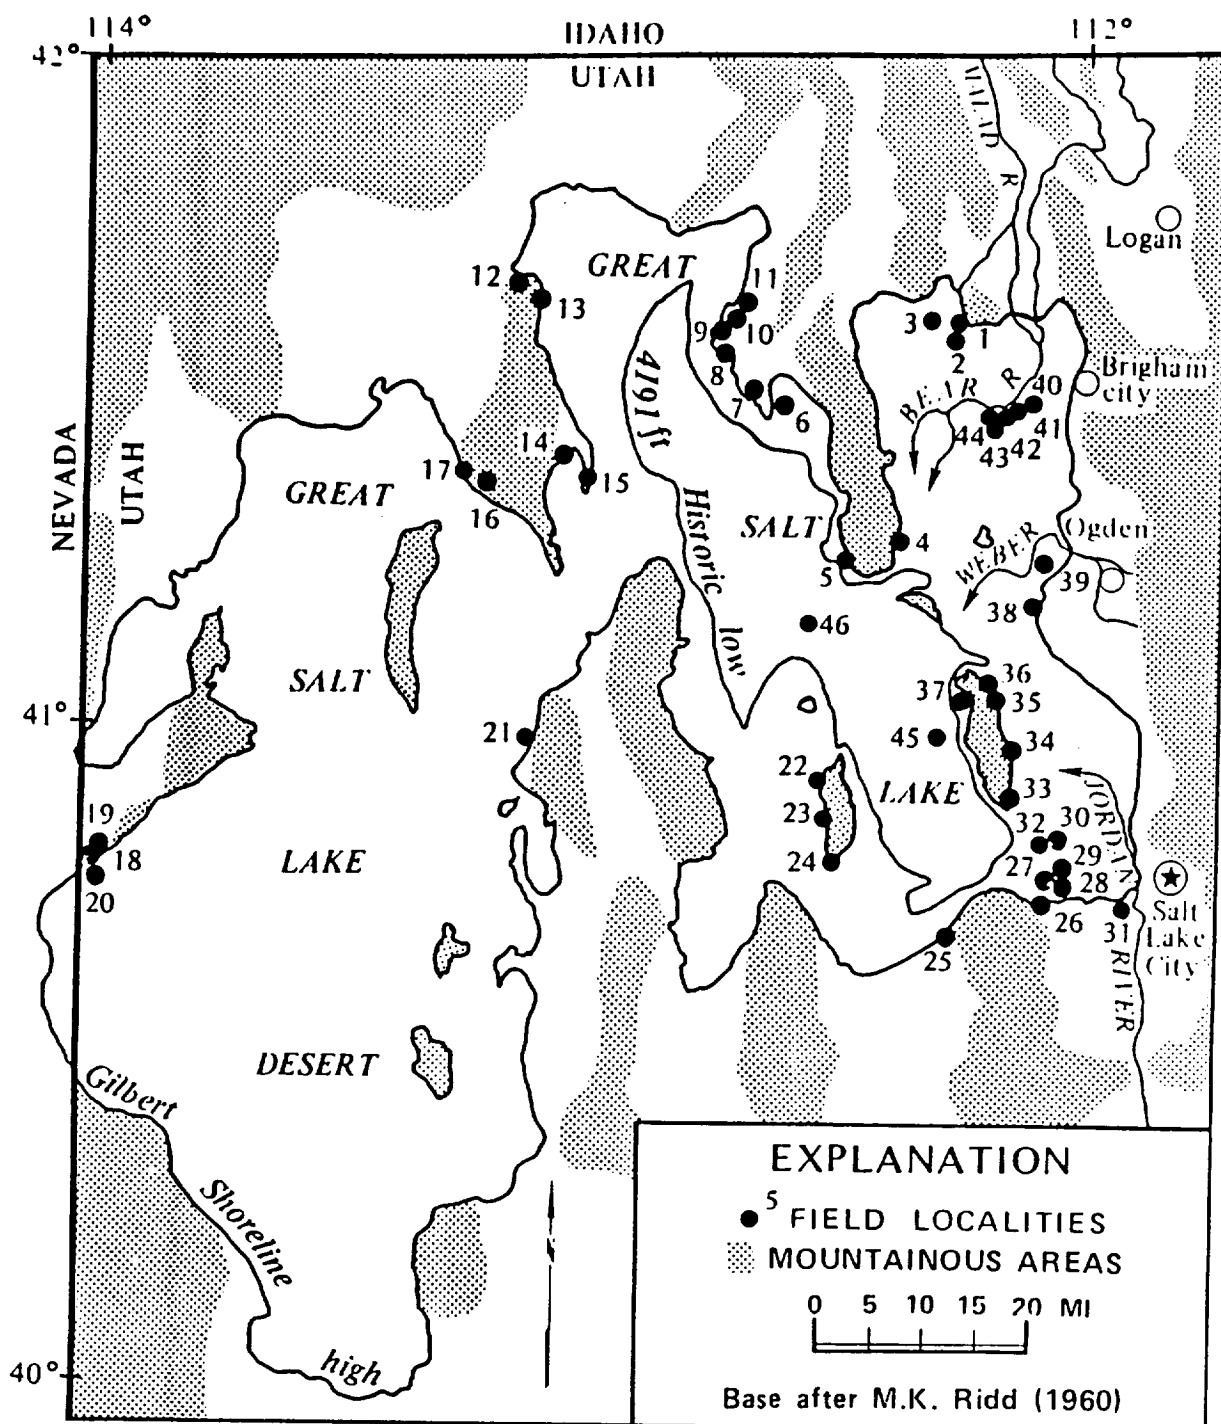 114°
IDAHO
112°
42°
UTAH
MALAD
R
Logan
GREAT
12
13
11
10
9
8
7
6
3
1
2
Brigham
city
BEAR R
40
41
42
43
44
4191 ft
Historic
low
14
15
17
16
GREAT
NEVADA
UTAH
SALT
4
5
Ogden
WEBER
39
38
46
SALT
36
37
35
41°
21
45
34
22
LAKE
33
23
JORDAN
RIVER
19
18
20
LAKE
24
32
30
29
27
28
26
31
25
Salt
Lake
City
DESERT
Gilbert
Shoreline
high
N
40°
EXPLANATION
5 FIELD LOCALITIES
MOUNTAINOUS AREAS
0 5 10 15 20 MI
Base after M.K. Ridd (1960)